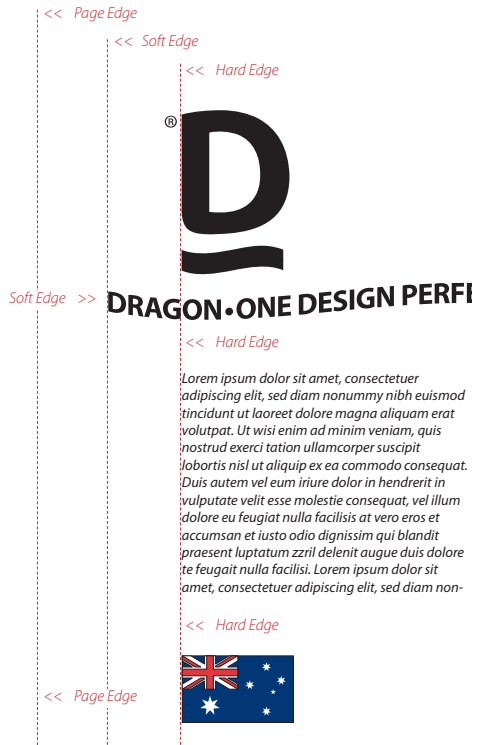 << Page Edge
<< Soft Edge
<< Hard Edge
®
D
Soft Edge >>
DRAGON•ONE DESIGN PERFE
<< Hard Edge
Lorem ipsum dolor sit amet, consectetuer
adipiscing elit, sed diam nonummy nibh euismod
tincidunt ut laoreet dolore magna aliquam erat
volutpat. Ut wisi enim ad minim veniam, quis
nostrud exerci tation ullamcorper suscipit
lobortis nisl ut aliquip ex ea commodo consequat.
Duis autem vel eum iriure dolor in hendrerit in
vulputate velit esse molestie consequat, vel illum
dolore eu feugiat nulla facilisis at vero eros et
accumsan et iusto odio dignissim qui blandit
praesent luptatum zzril delenit augue duis dolore
te feugait nulla facilisi. Lorem ipsum dolor sit
amet, consectetuer adipiscing elit, sed diam non-
<< Hard Edge
<< Page Edge